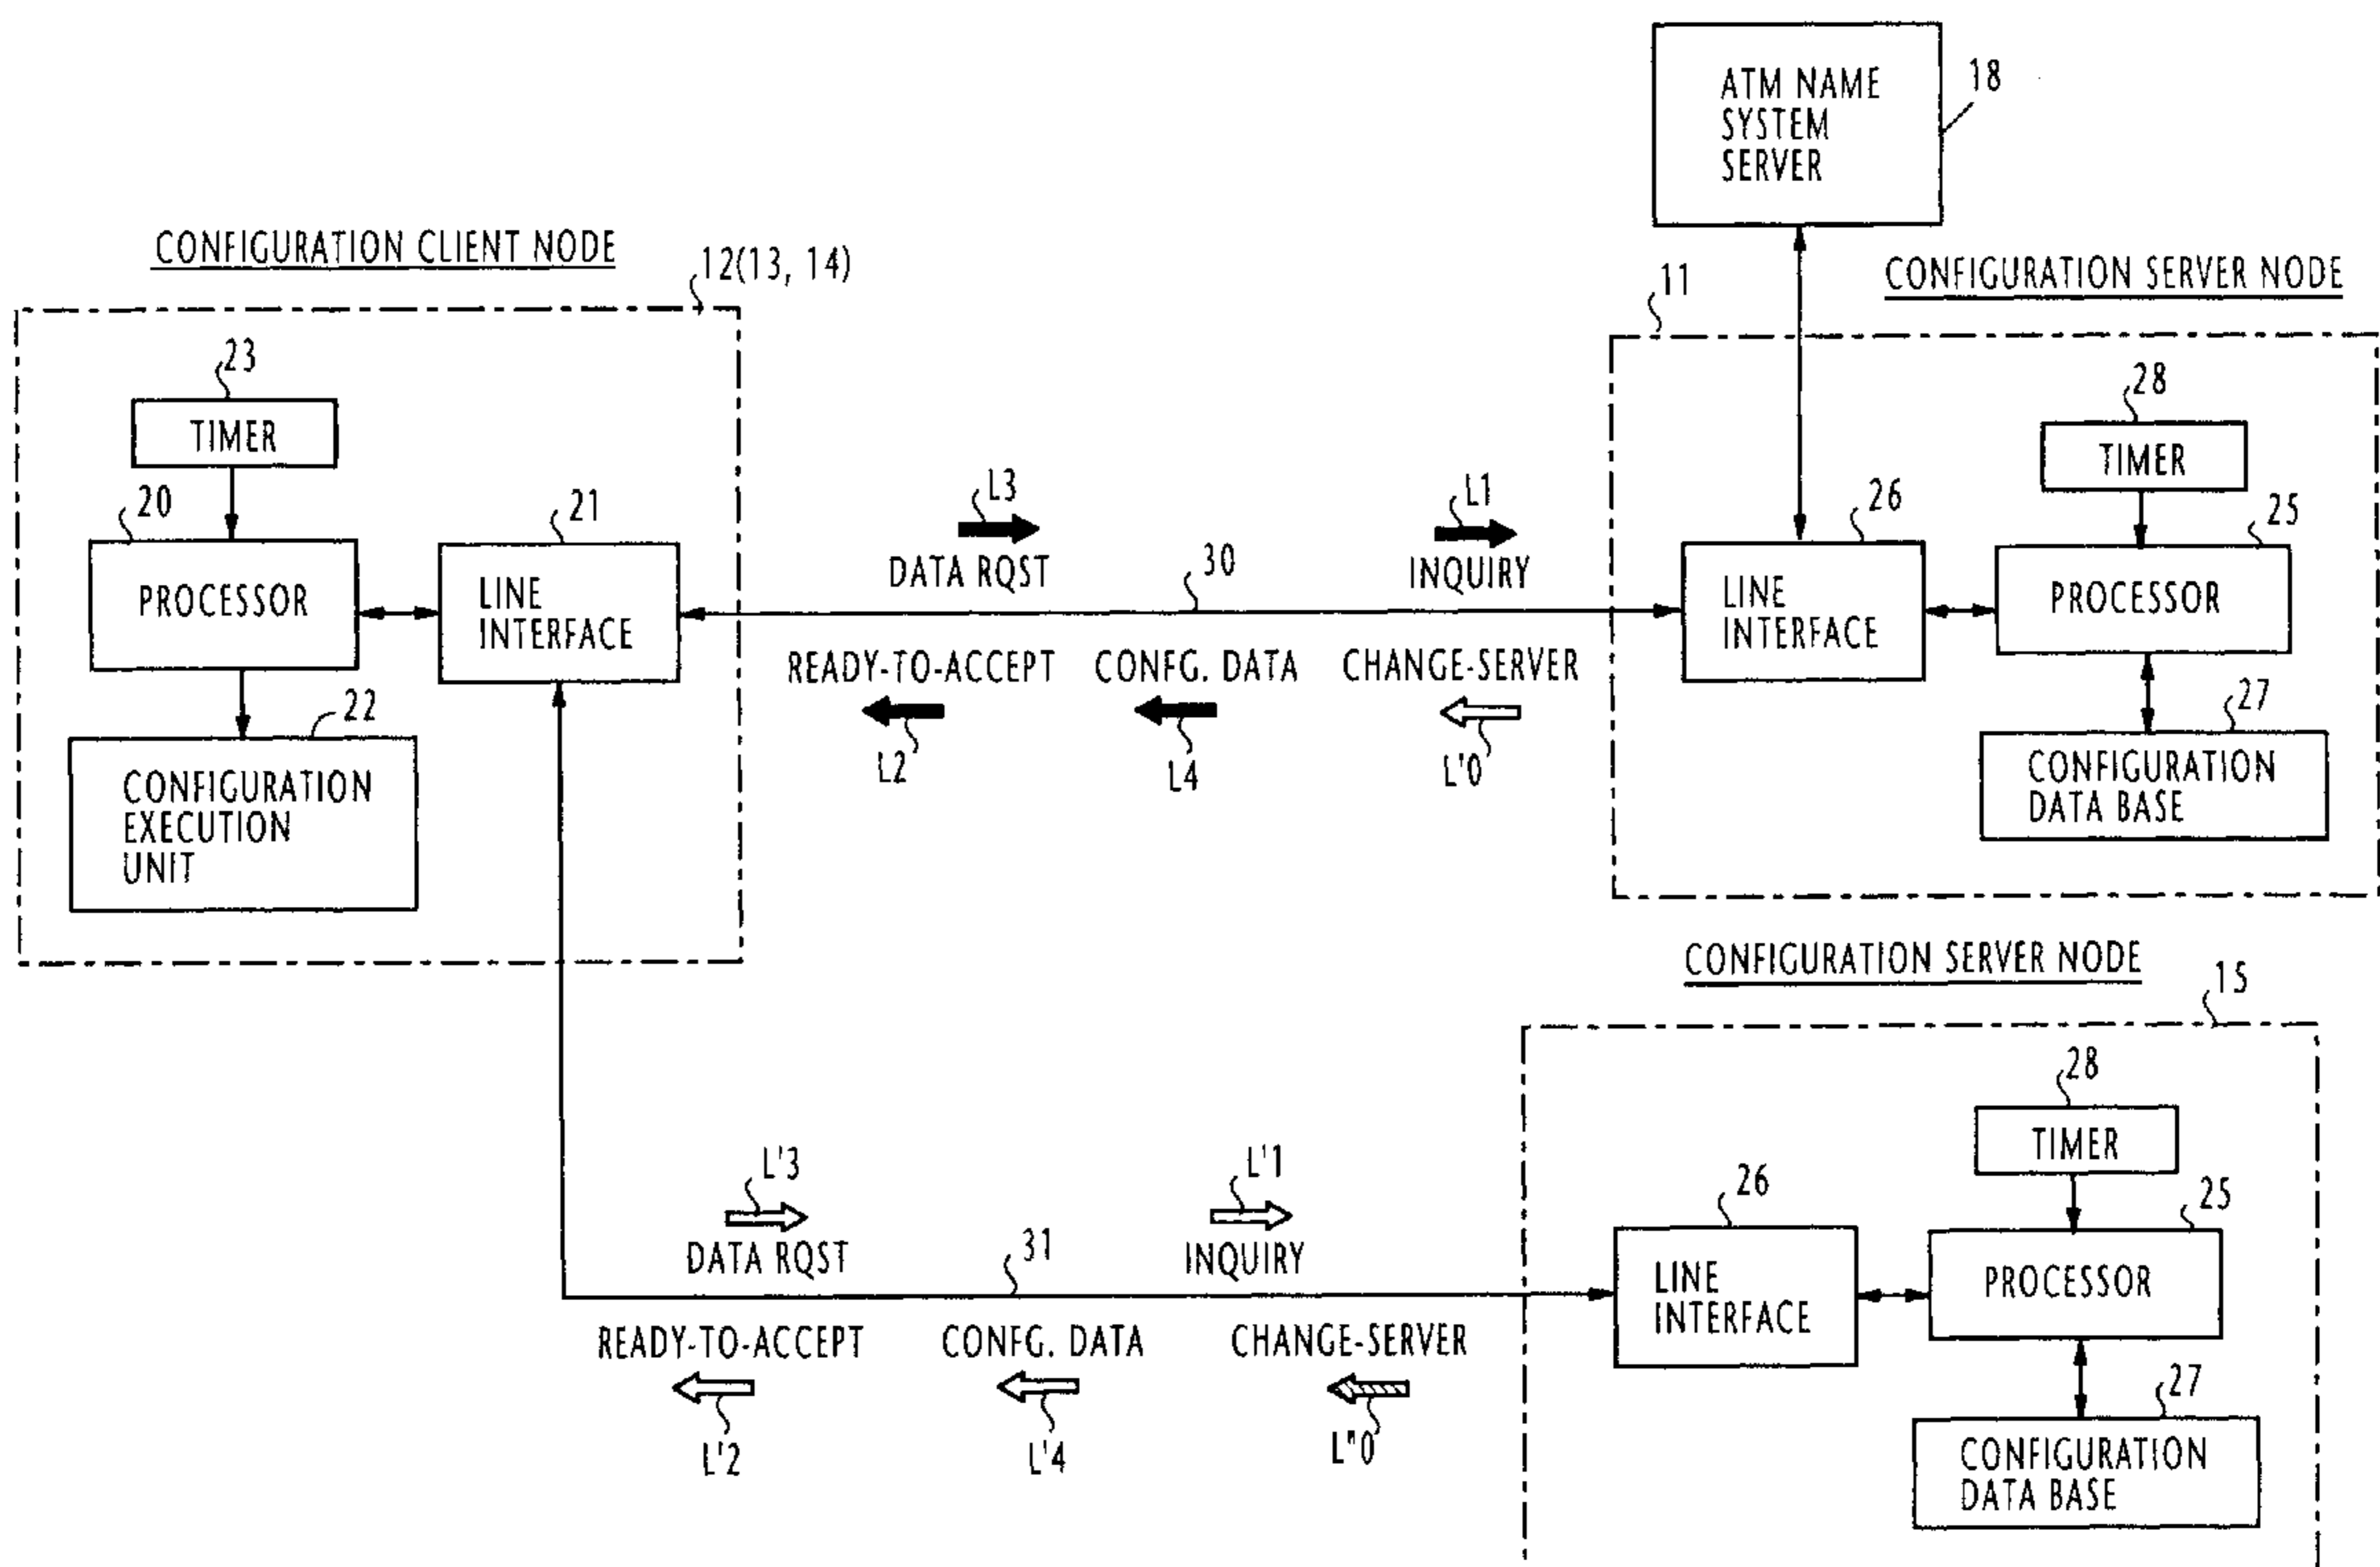 ATM NAME
SYSTEM
SERVER
18
CONFIGURATION CLIENT NODE
12(13, 14)
CONFIGURATION SERVER NODE
11
23
TIMER
20
PROCESSOR
21
LINE
INTERFACE
22
CONFIGURATION
EXECUTION
UNIT
L3
DATA RQST
30
L1
INQUIRY
READY-TO-ACCEPT
L2
CONFG. DATA
L4
CHANGE-SERVER
L'0
28
TIMER
26
LINE
INTERFACE
25
PROCESSOR
27
CONFIGURATION
DATA BASE
CONFIGURATION SERVER NODE
15
L'3
DATA RQST
31
L'1
INQUIRY
READY-TO-ACCEPT
L'2
CONFG. DATA
L'4
CHANGE-SERVER
L"0
28
TIMER
26
LINE
INTERFACE
25
PROCESSOR
27
CONFIGURATION
DATA BASE